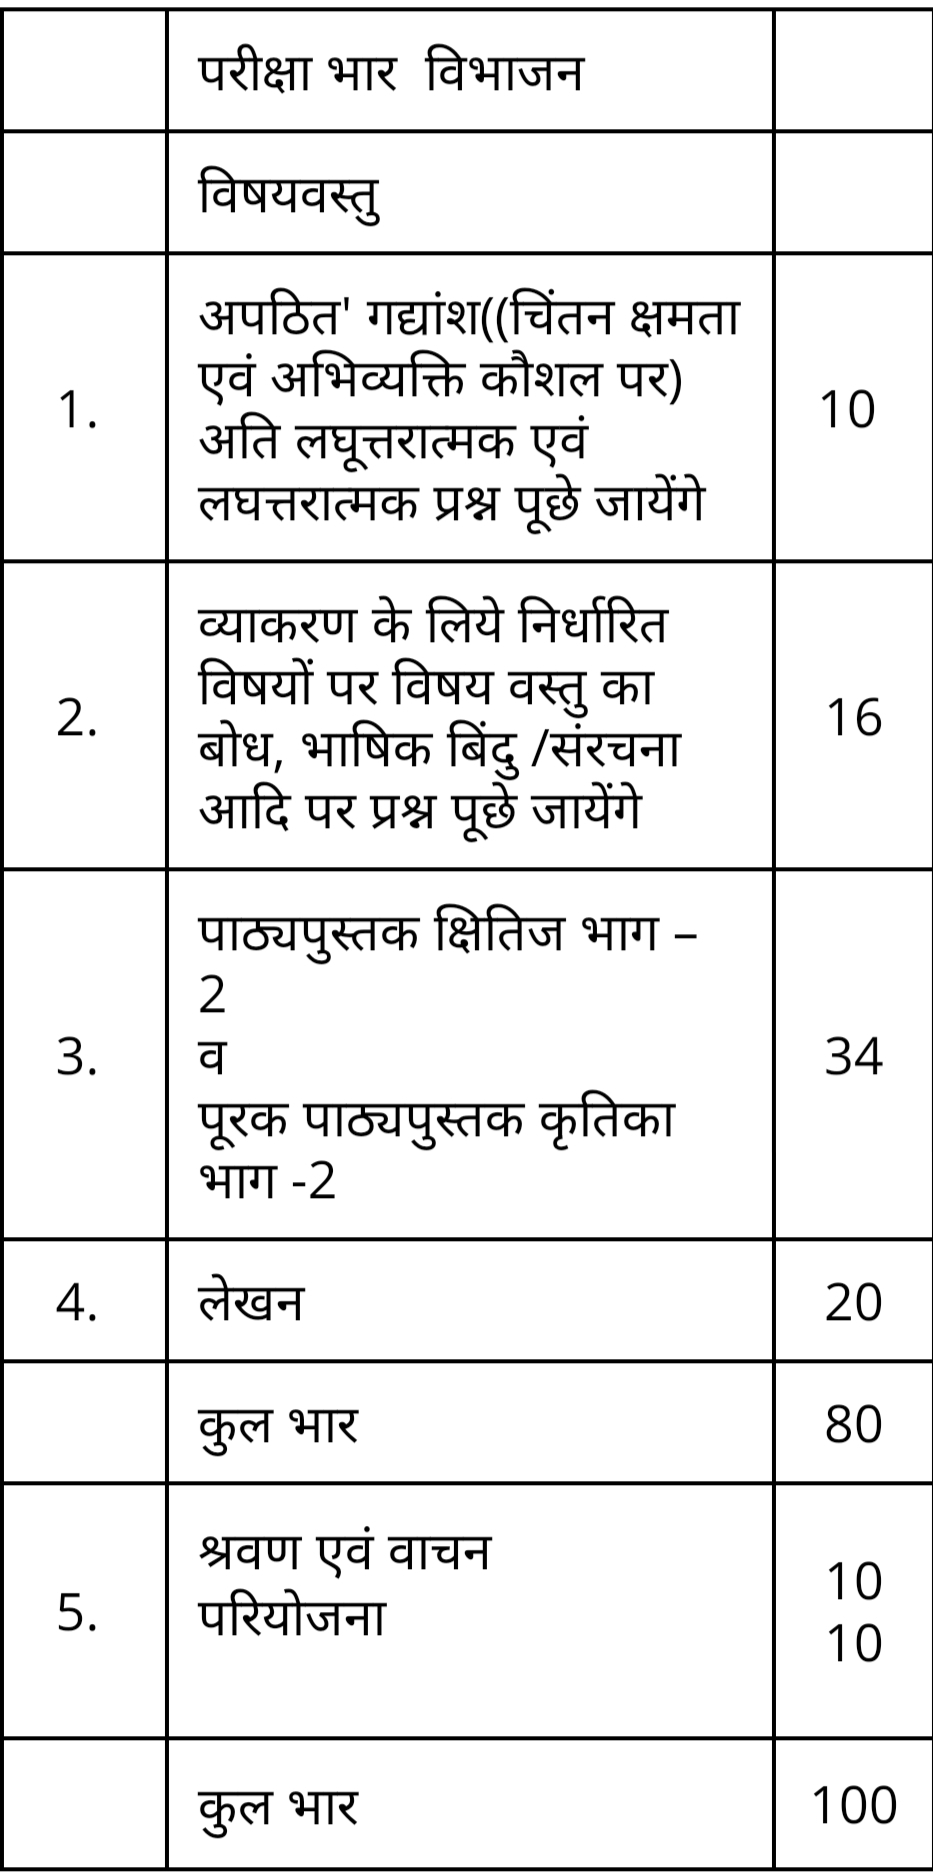 परीक्षा भार विभाजन
विषयवस्तु
अपठित' गद्यांश((चिंतन क्षमता
एवं अभिव्यक्ति कौशल पर)
1.
10
अति लघूत्तरात्मक एवं
लघत्तरात्मक प्रश्न पूछे जायेंगे
व्याकरण के लिये निर्धारित
विषयों पर विषय वस्तु का
2.
16
बोध, भाषिक बिंदु /संरचना
आदि पर प्रश्न पूछे जायेंगे
पाठ्यपुस्तक क्षितिज भाग –
2
3.
व
34
पूरक पाठ्यपुस्तक कृतिका
भाग -2
4. लेखन 20
कुल भार 80
श्रवण एवं वाचन
10
5.
परियोजना
10
कुल भार 100